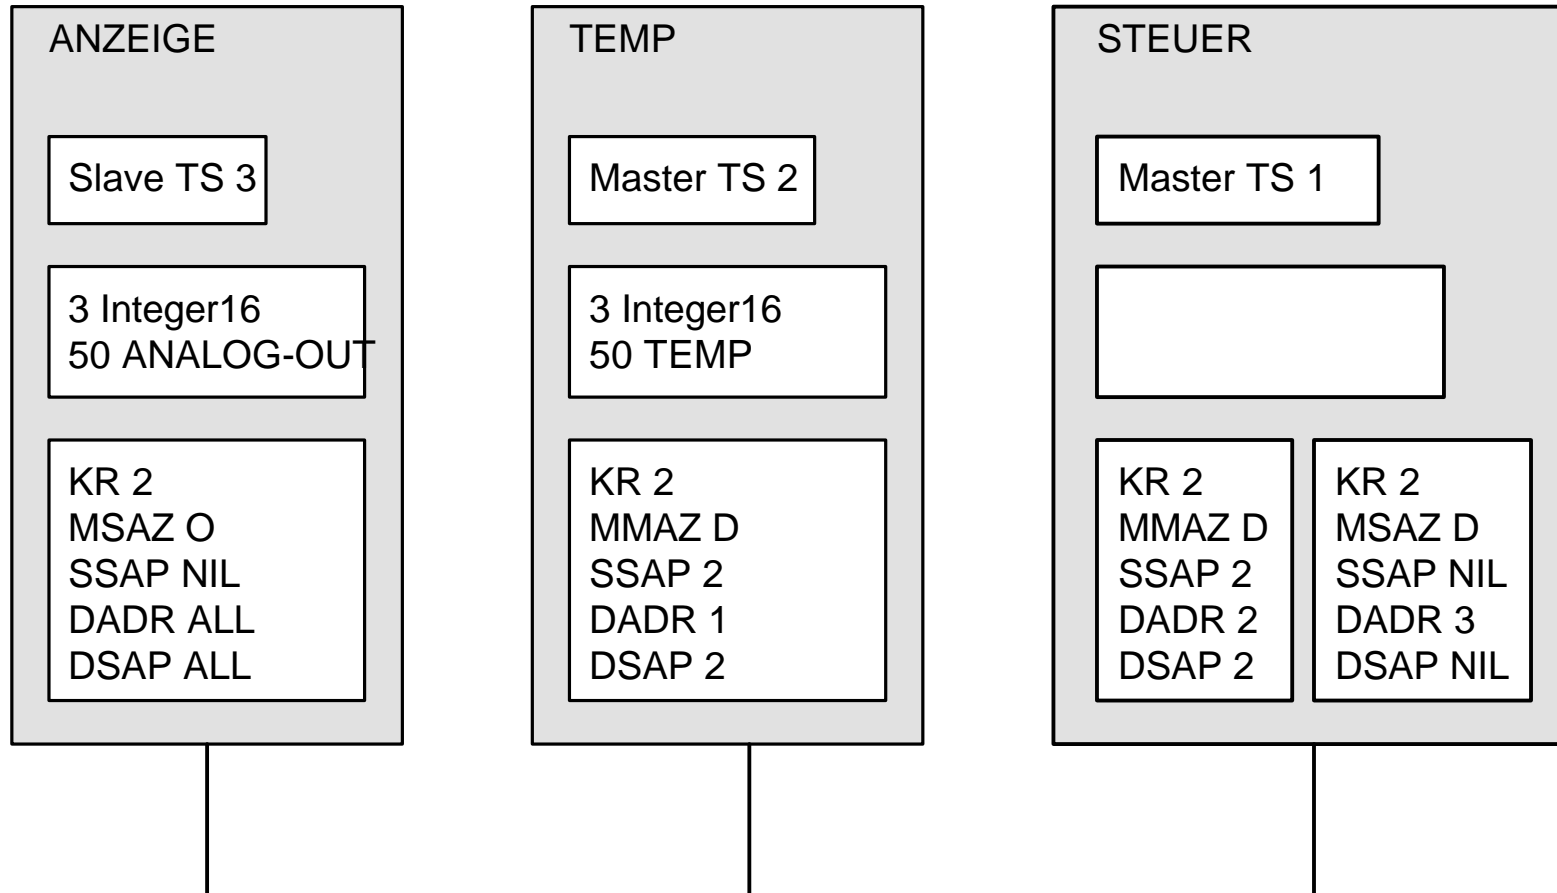 ANZEIGE
Slave TS 3
3 Integer16
50 ANALOG-OUT
KR 2
MSAZ O
SSAP NIL
DADR ALL
DSAP ALL
TEMP
Master TS 2
3 Integer16
50 TEMP
KR 2
MMAZ D
SSAP 2
DADR 1
DSAP 2
STEUER
Master TS 1
KR 2
MMAZ D
SSAP 2
DADR 2
DSAP 2
KR 2
MSAZ D
SSAP NIL
DADR 3
DSAP NIL